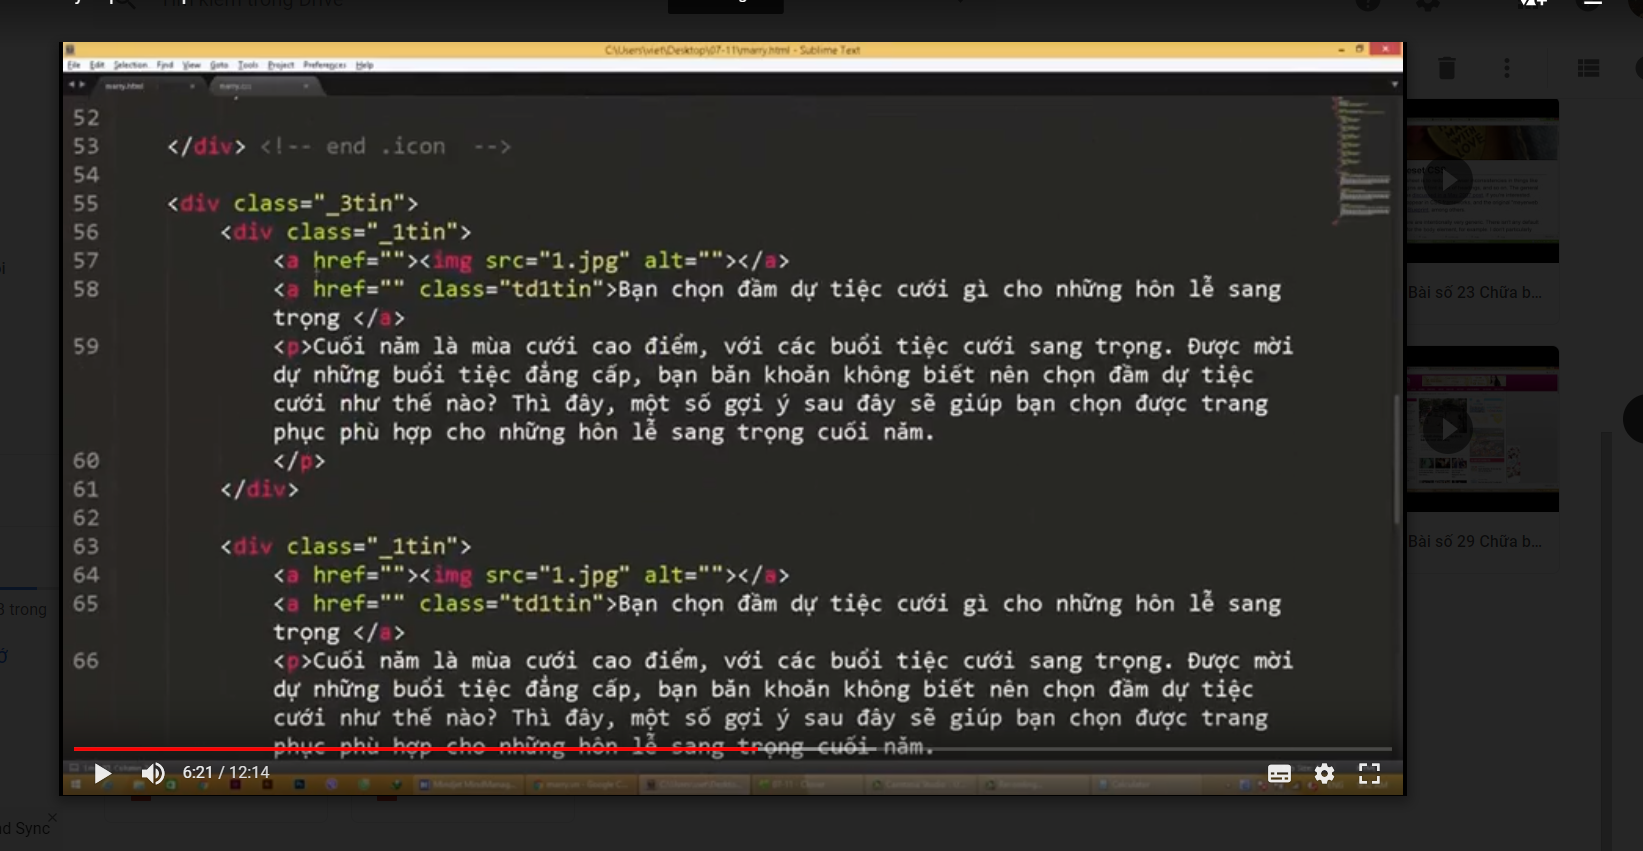 Tìm kiếm trong Drive
C:\Users\viet\Desktop\07-11\marry.html - Sublime Text
File Edit Selection Find View Goto Tools Project Preferences Help
marry.html
marry.css
52
53 </div> <!-- end .icon -->
54
55 <div class="_3tin">
56 <div class="_1tin">
57 <a href=""><img src="1.jpg" alt=""></a>
58 <a href="" class="td1tin">Bạn chọn đầm dự tiệc cưới gì cho những hôn lễ sang
trọng </a>
59 <p>Cuối năm là mùa cưới cao điểm, với các buổi tiệc cưới sang trọng. Được mời
dự những buổi tiệc đẳng cấp, bạn băn khoăn không biết nên chọn đầm dự tiệc
cưới như thế nào? Thì đây, một số gợi ý sau đây sẽ giúp bạn chọn được trang
phục phù hợp cho những hôn lễ sang trọng cuối năm.
60 </p>
61 </div>
62
63 <div class="_1tin">
64 <a href=""><img src="1.jpg" alt=""></a>
65 <a href="" class="td1tin">Bạn chọn đầm dự tiệc cưới gì cho những hôn lễ sang
trọng </a>
66 <p>Cuối năm là mùa cưới cao điểm, với các buổi tiệc cưới sang trọng. Được mời
dự những buổi tiệc đẳng cấp, bạn băn khoăn không biết nên chọn đầm dự tiệc
cưới như thế nào? Thì đây, một số gợi ý sau đây sẽ giúp bạn chọn được trang
phục phù hợp cho những hôn lễ sang trọng cuối năm.
6:21 / 12:14
Bài số 23 Chữa b...
Bài số 29 Chữa b...
trong
Sync